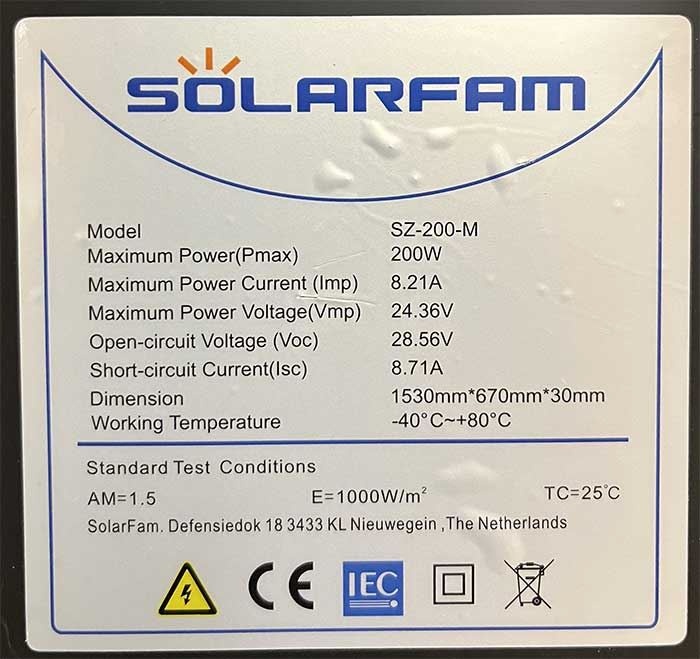 SOLARFAM
Model SZ-200-M
Maximum Power(Pmax) 200W
Maximum Power Current (Imp) 8.21A
Maximum Power Voltage(Vmp) 24.36V
Open-circuit Voltage (Voc) 28.56V
Short-circuit Current(Isc) 8.71A
Dimension 1530mm*670mm*30mm
Working Temperature -40°C~+80°C
Standard Test Conditions
AM=1.5 E=1000W/m² TC=25℃
SolarFam. Defensiedok 18 3433 KL Nieuwegein ,The Netherlands
CE IEC